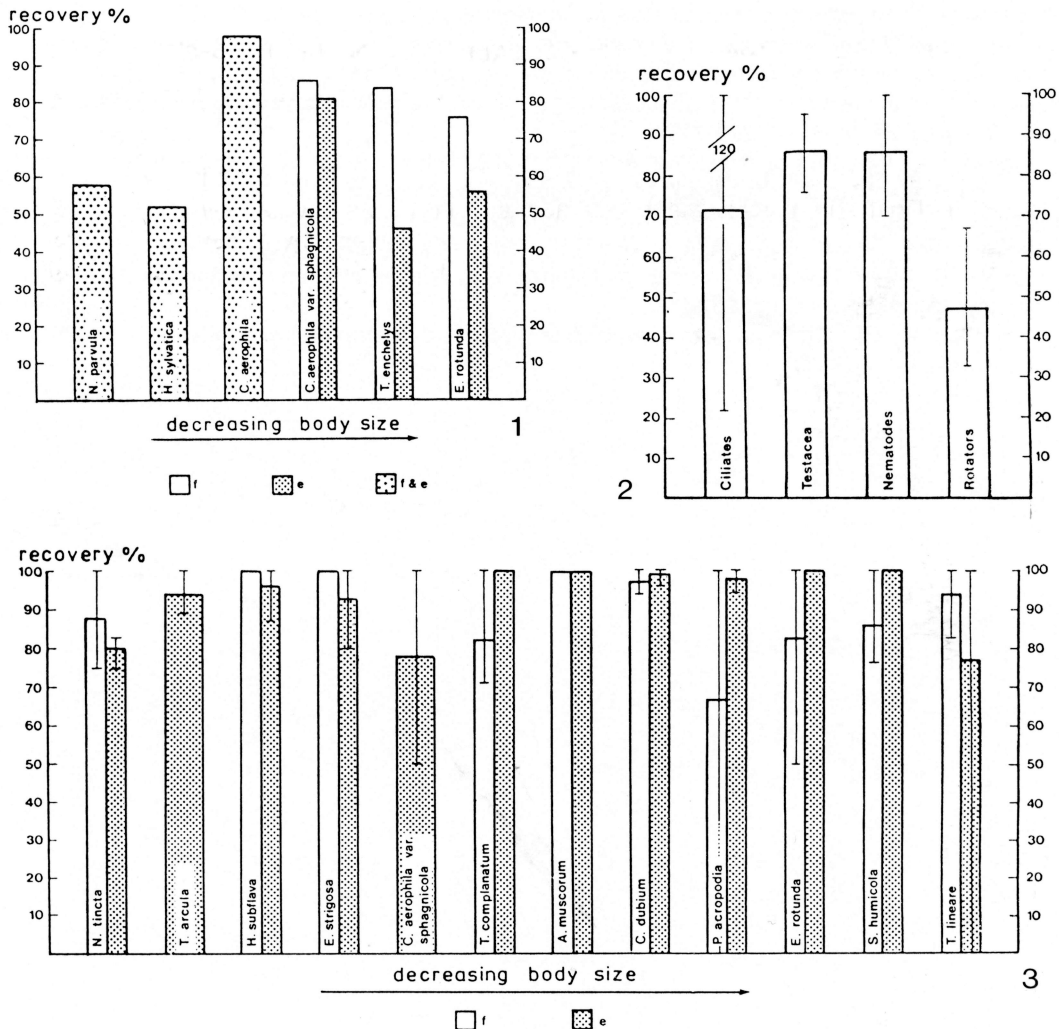 recovery %
100
90
80
70
60
50
40
30
20
10
100
90
80
70
60
50
40
30
20
10
N. parvula
H. sylvatica
C. aerophila
C. aerophila var. sphagnicola
T. enchelys
E. rotunda
decreasing body size
1
f
e
f & e
recovery %
100
90
80
70
60
50
40
30
20
10
100
90
80
70
60
50
40
30
20
10
120
Ciliates
Testacea
Nematodes
Rotators
2
recovery %
100
90
80
70
60
50
40
30
20
10
100
90
80
70
60
50
40
30
20
10
N. tincta
T. arcula
H. subflava
E. strigosa
C. aerophila var.
sphagnicola
T. complanatum
A. muscorum
C. dubium
P. acropodia
E. rotunda
S. humicola
T. lineare
decreasing body size
3
f
e